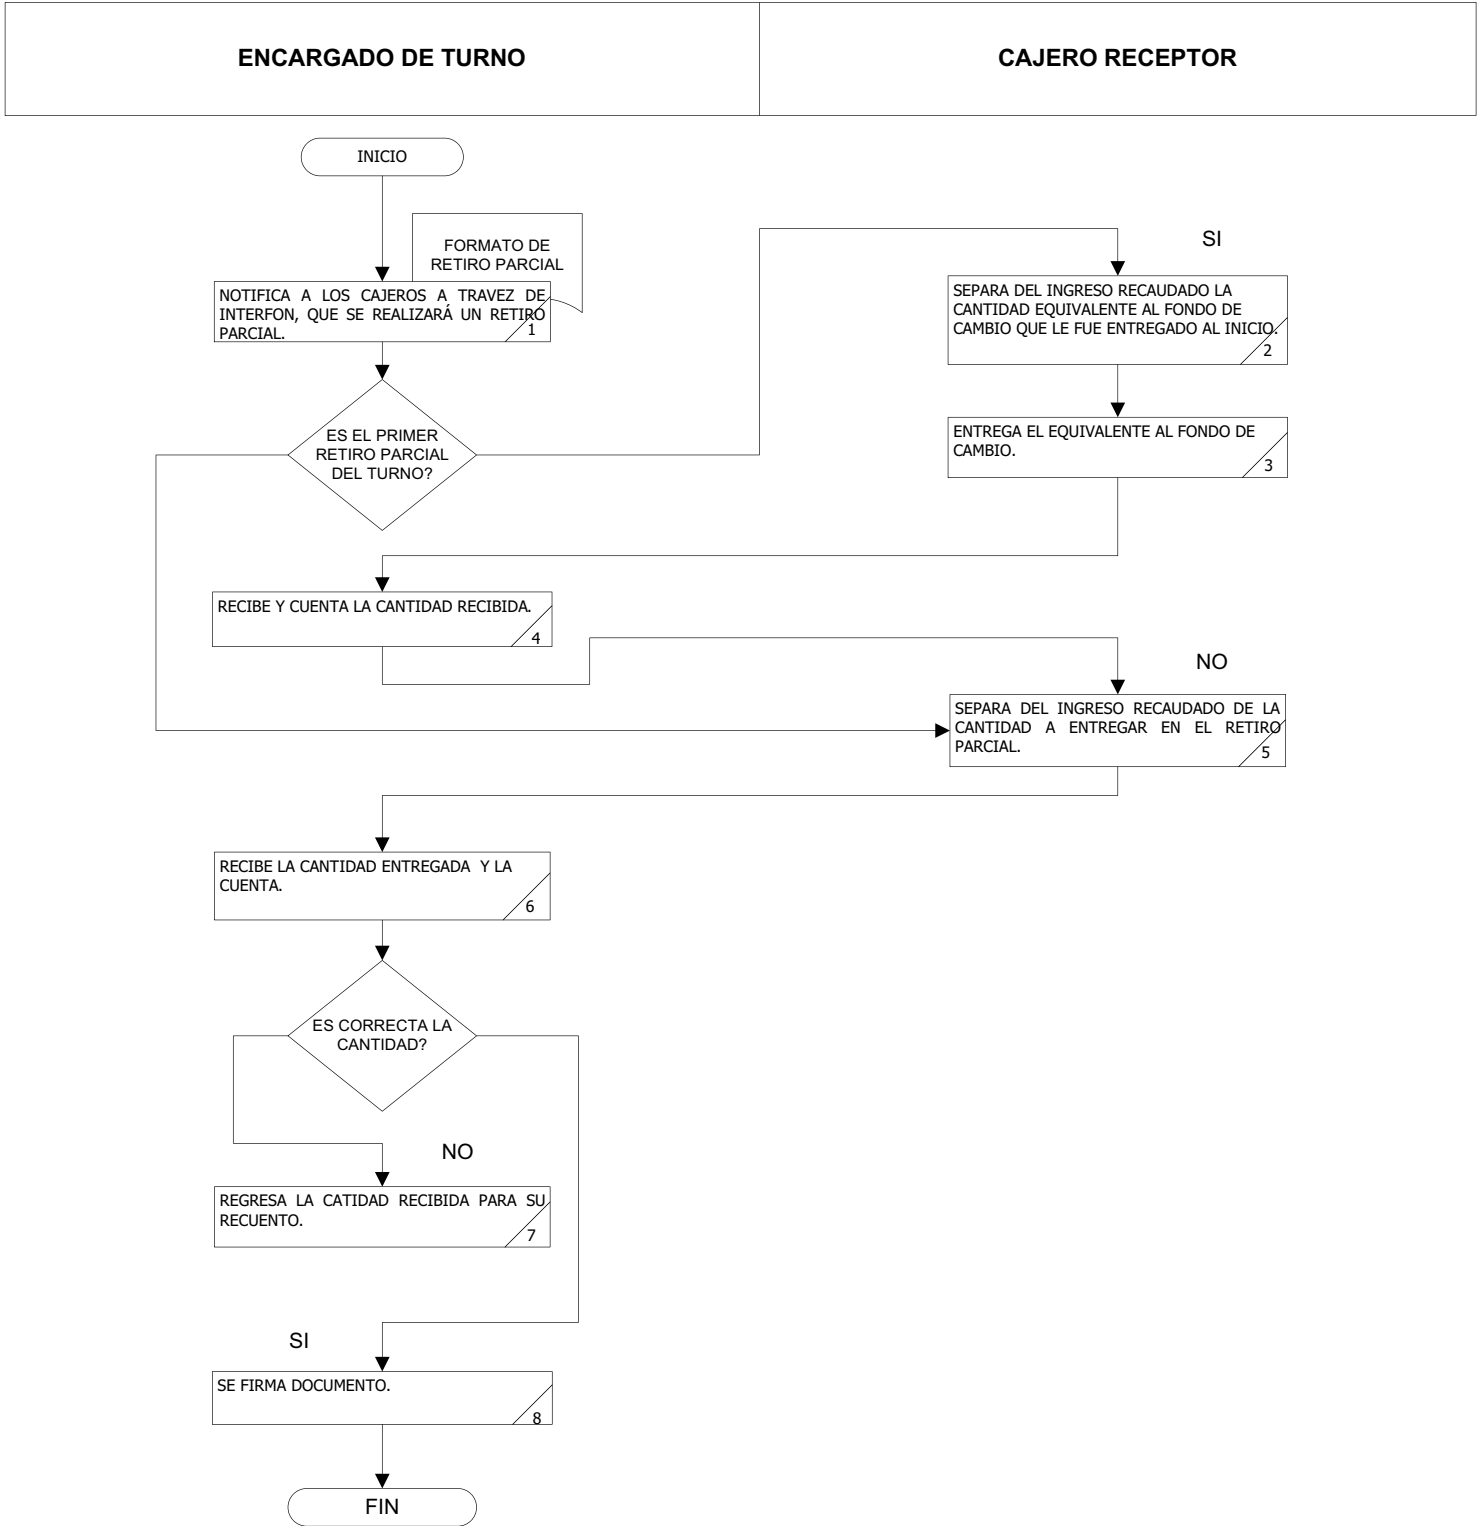 ENCARGADO DE TURNO
CAJERO RECEPTOR
INICIO
FORMATO DE
RETIRO PARCIAL
NOTIFICA A LOS CAJEROS A TRAVEZ DE
INTERFON, QUE SE REALIZARÁ UN RETIRO
PARCIAL.
1
SI
SEPARA DEL INGRESO RECAUDADO LA
CANTIDAD EQUIVALENTE AL FONDO DE
CAMBIO QUE LE FUE ENTREGADO AL INICIO.
2
ES EL PRIMER
RETIRO PARCIAL
DEL TURNO?
ENTREGA EL EQUIVALENTE AL FONDO DE
CAMBIO.
3
RECIBE Y CUENTA LA CANTIDAD RECIBIDA.
4
NO
SEPARA DEL INGRESO RECAUDADO DE LA
CANTIDAD A ENTREGAR EN EL RETIRO
PARCIAL.
5
RECIBE LA CANTIDAD ENTREGADA Y LA
CUENTA.
6
ES CORRECTA LA
CANTIDAD?
NO
REGRESA LA CATIDAD RECIBIDA PARA SU
RECUENTO.
7
SI
SE FIRMA DOCUMENTO.
8
FIN